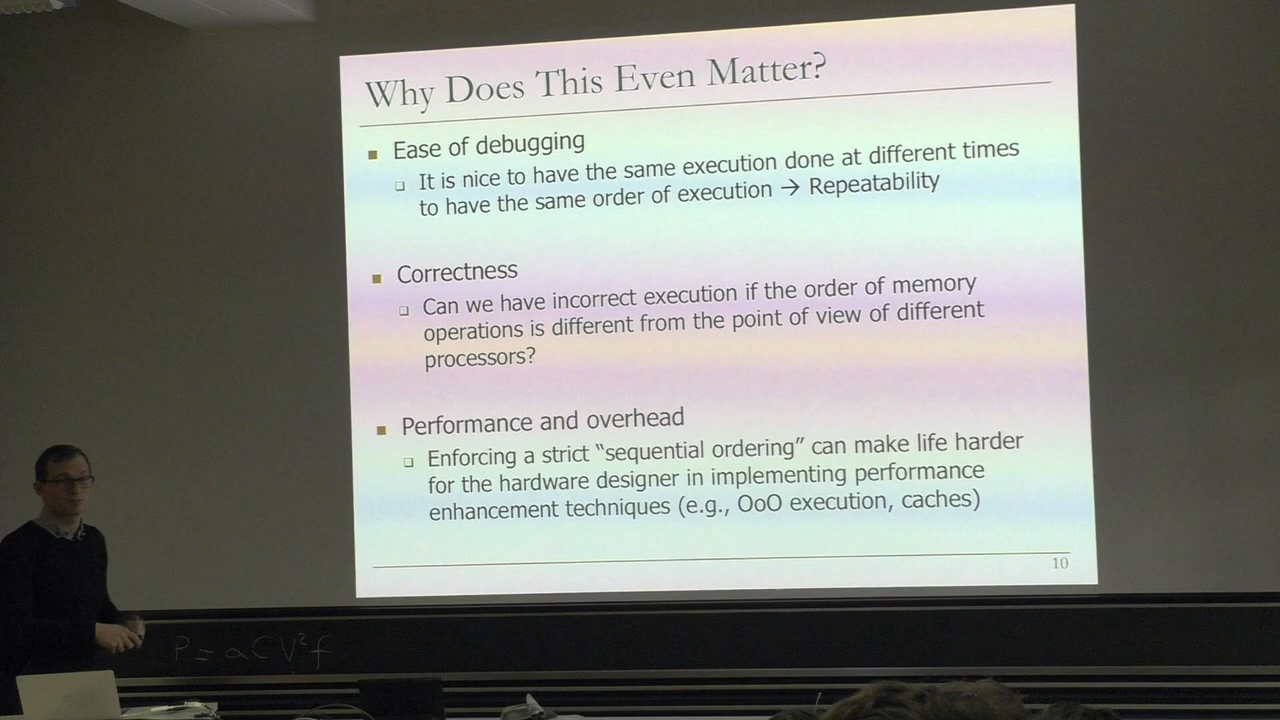 Why Does This Even Matter?
Ease of debugging
It is nice to have the same execution done at different times
to have the same order of execution → Repeatability
Correctness
Can we have incorrect execution if the order of memory
operations is different from the point of view of different
processors?
Performance and overhead
Enforcing a strict “sequential ordering” can make life harder
for the hardware designer in implementing performance
enhancement techniques (e.g., OoO execution, caches)
10
P = αCV²f